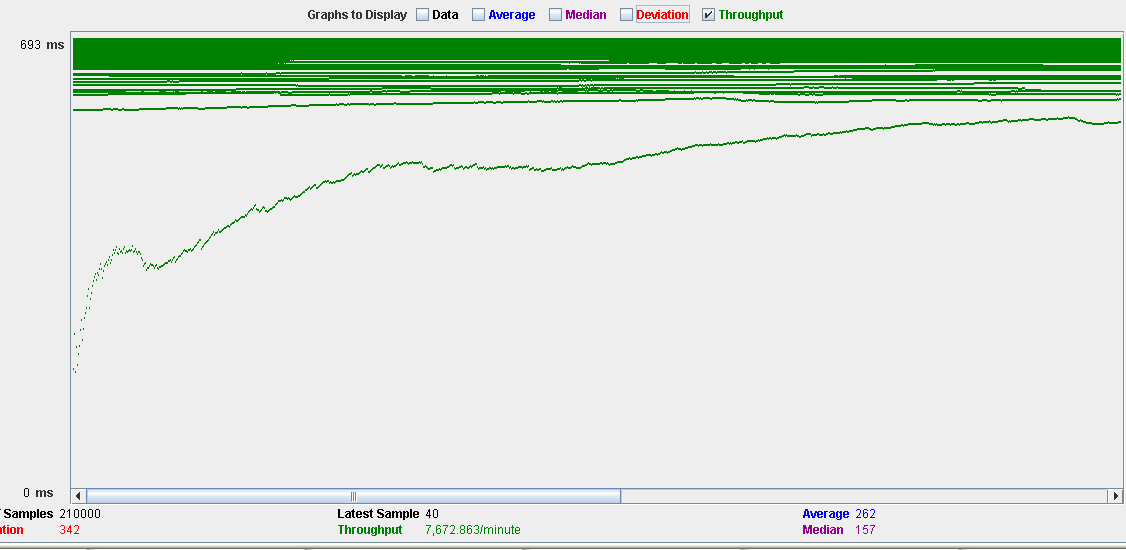 Graphs to Display Data Average Median Deviation Throughput
693 ms
0 ms
Samples 210000 Latest Sample 40 Average 262
342 Throughput 7,672.863/minute Median 157